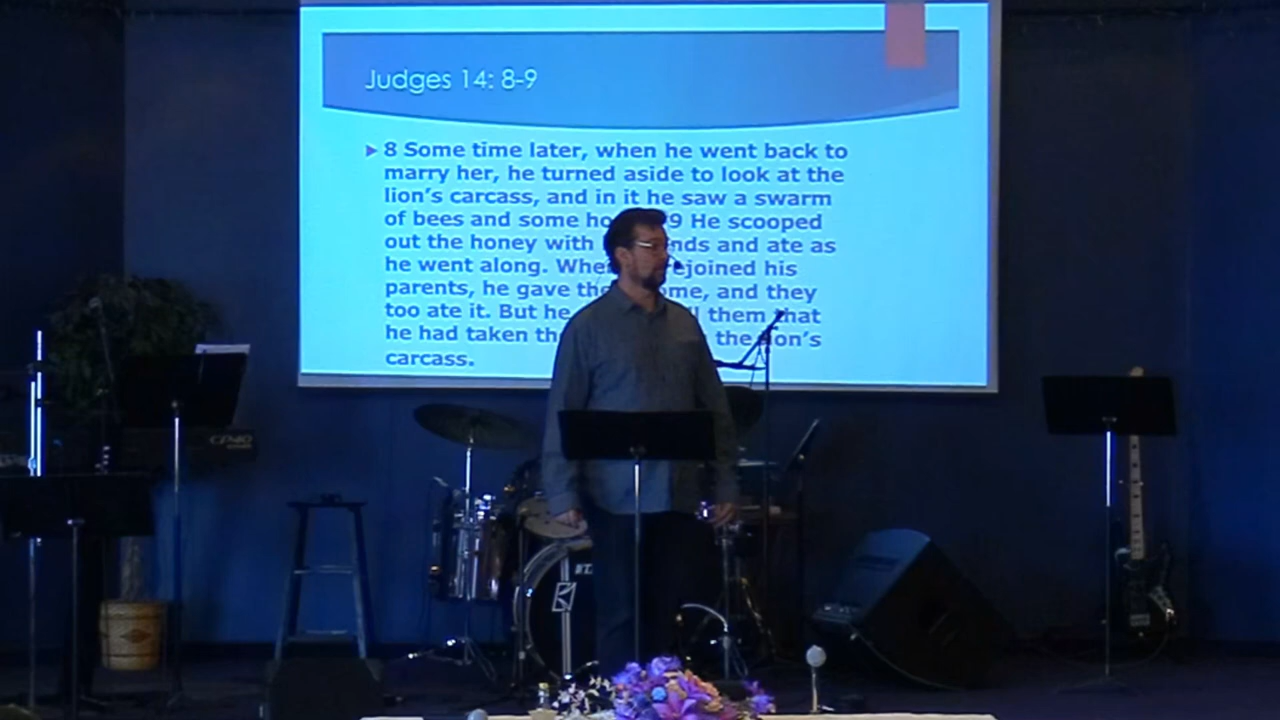 Judges 14: 8-9
8 Some time later, when he went back to
marry her, he turned aside to look at the
lion's carcass, and in it he saw a swarm
of bees and some 9 He scooped
out the honey with and ate as
he went along. rejoined his
parents, he gave and they
too ate it. But he them that
he had taken the lion's
carcass.
CP40